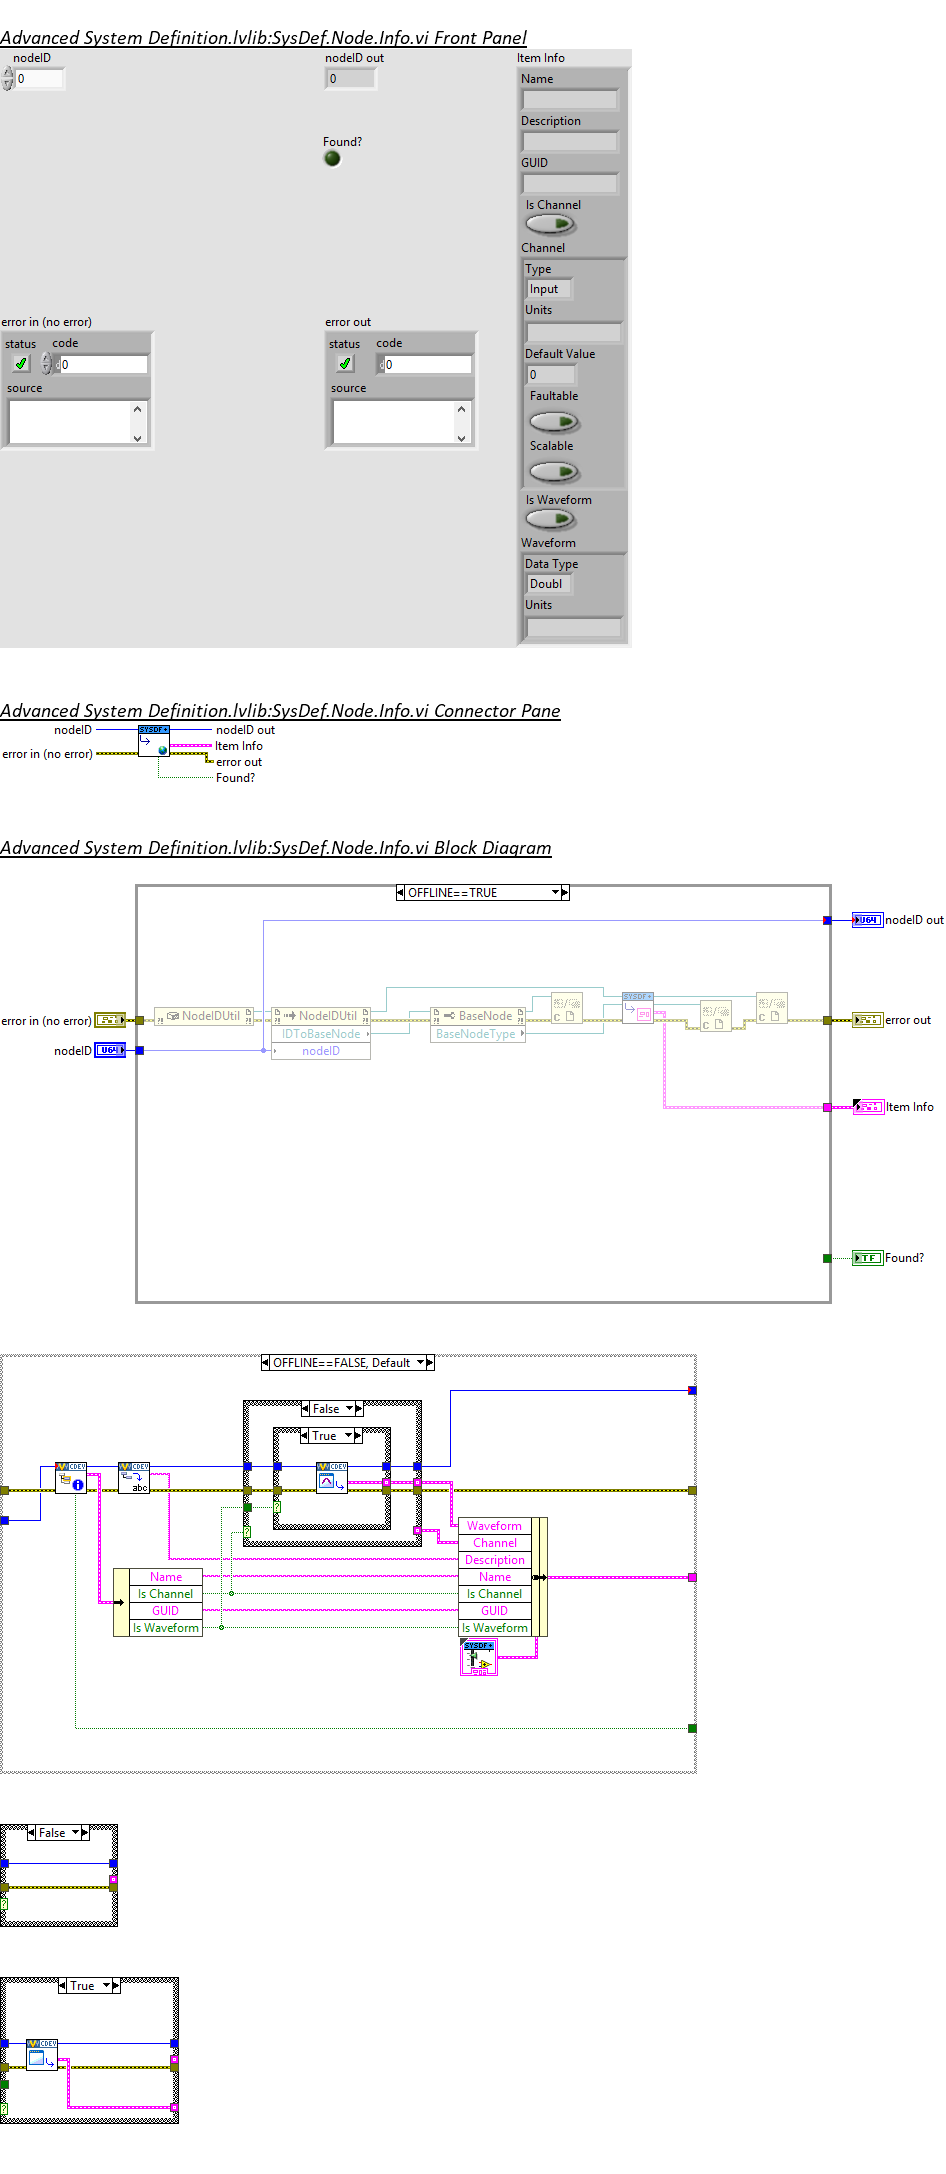 Advanced System Definition.lvlib:SysDef.Node.Info.vi Front Panel
nodeID
0
nodeID out
0
Found?
error in (no error)
status code
0
source
error out
status code
0
source
Item Info
Name
Description
GUID
Is Channel
Channel
Type
Input
Units
Default Value
0
Faultable
Scalable
Is Waveform
Waveform
Data Type
Doubl
Units
Advanced System Definition.lvlib:SysDef.Node.Info.vi Connector Pane
nodeID
error in (no error)
SYSDF+
nodeID out
Item Info
error out
Found?
Advanced System Definition.lvlib:SysDef.Node.Info.vi Block Diagram
OFFLINE==TRUE
U64 nodeID out
error in (no error)
NodeIDUtil
NodeIDUtil
IDToBaseNode
nodeID
BaseNode
BaseNodeType
C
SYSDF+
C
C
error out
nodeID U64
Item Info
TF Found?
OFFLINE==FALSE, Default
False
True
CDEV
CDEV
abc
CDEV
?
?
Waveform
Channel
Description
Name
Is Channel
GUID
Is Waveform
Name
Is Channel
GUID
Is Waveform
SYSDF+
False
?
True
CDEV
?